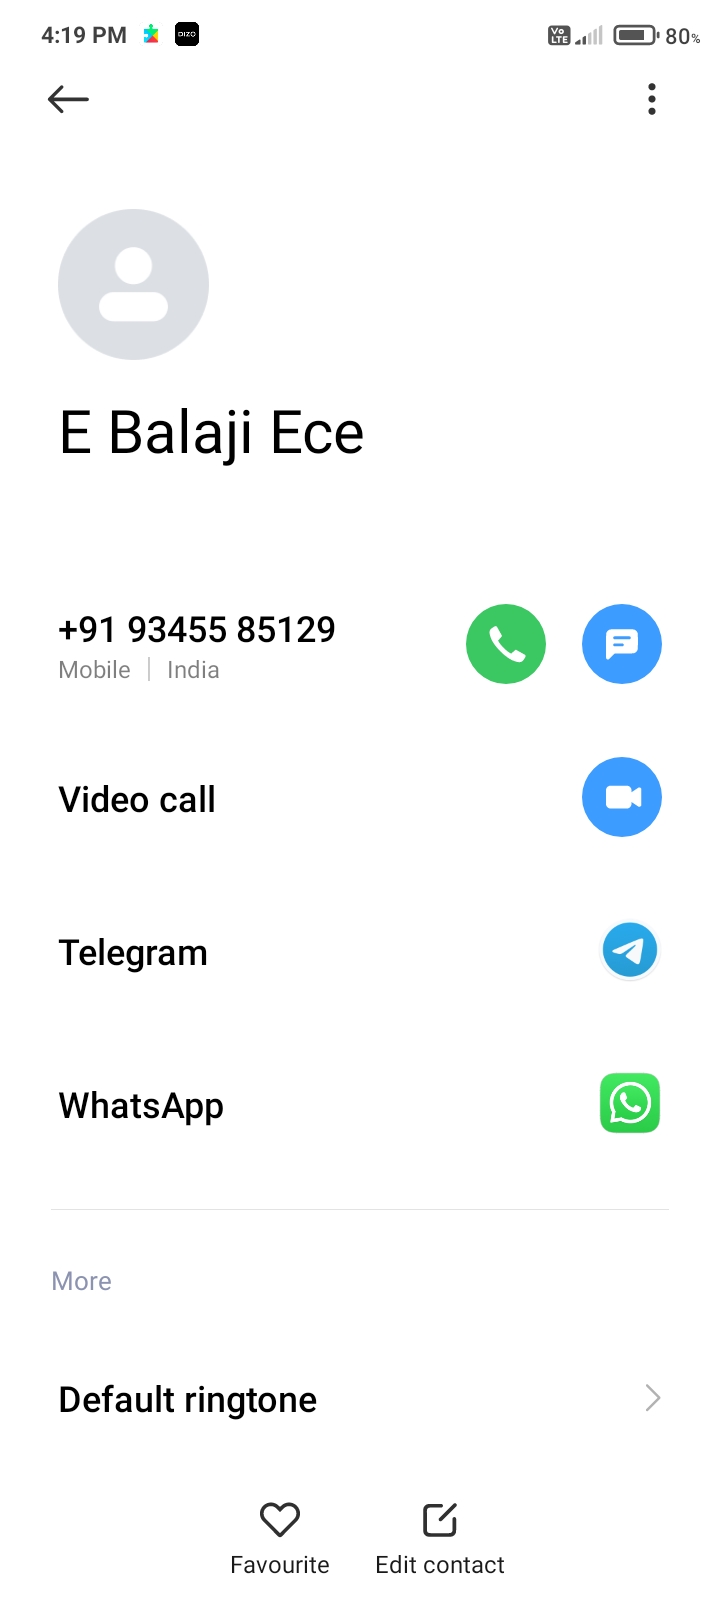 4:19 PM DIZO Vo LTE 80%
E Balaji Ece
+91 93455 85129
Mobile India
Video call
Telegram
WhatsApp
More
Default ringtone
Favourite Edit contact